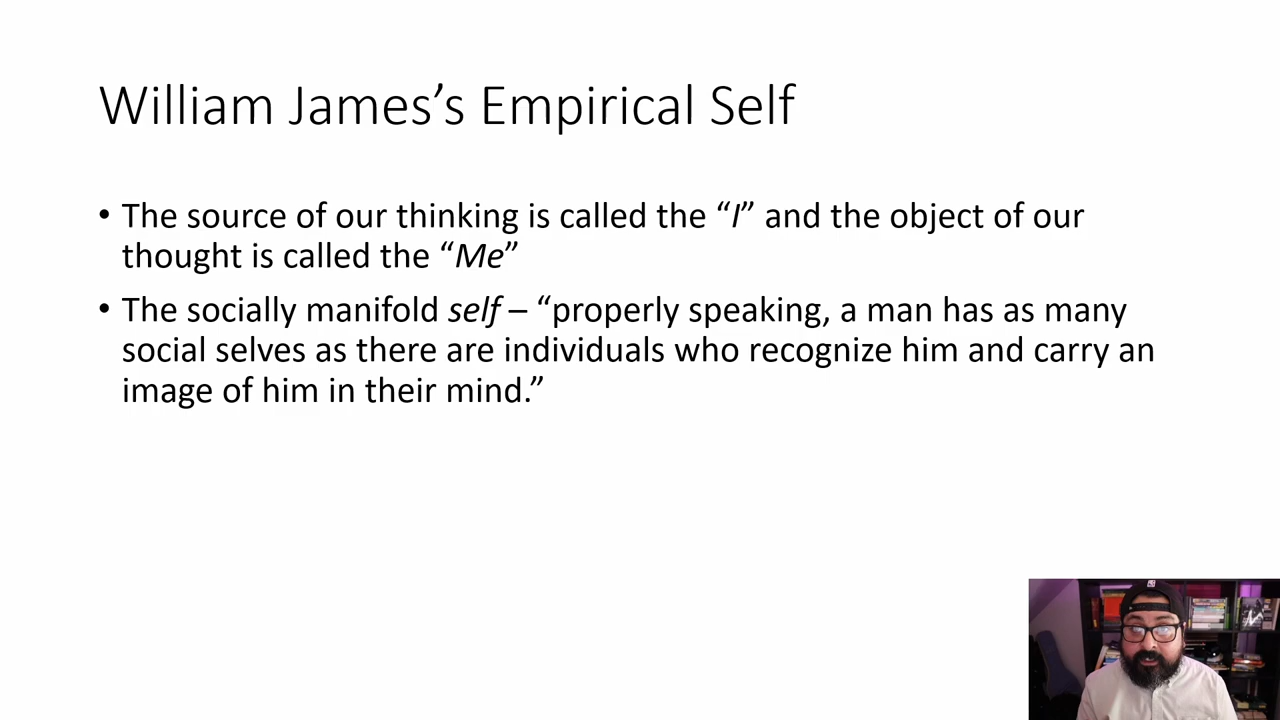 William James’s Empirical Self
• The source of our thinking is called the “I” and the object of our
thought is called the “Me”
• The socially manifold self – “properly speaking, a man has as many
social selves as there are individuals who recognize him and carry an
image of him in their mind.”